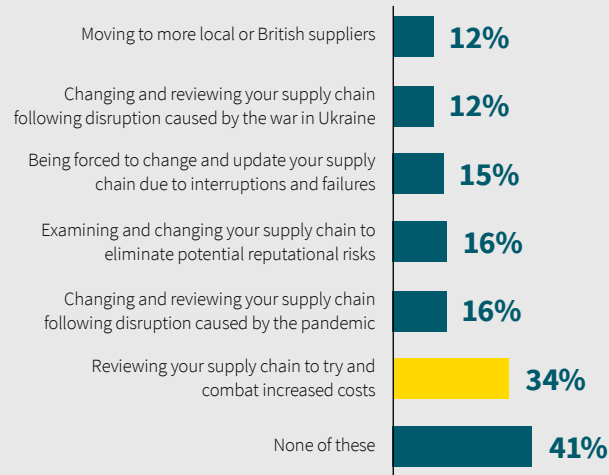 Moving to more local or British suppliers
12%
Changing and reviewing your supply chain
following disruption caused by the war in Ukraine
12%
Being forced to change and update your supply
chain due to interruptions and failures
15%
Examining and changing your supply chain to
eliminate potential reputational risks
16%
Changing and reviewing your supply chain
following disruption caused by the pandemic
16%
Reviewing your supply chain to try and
combat increased costs
34%
None of these
41%